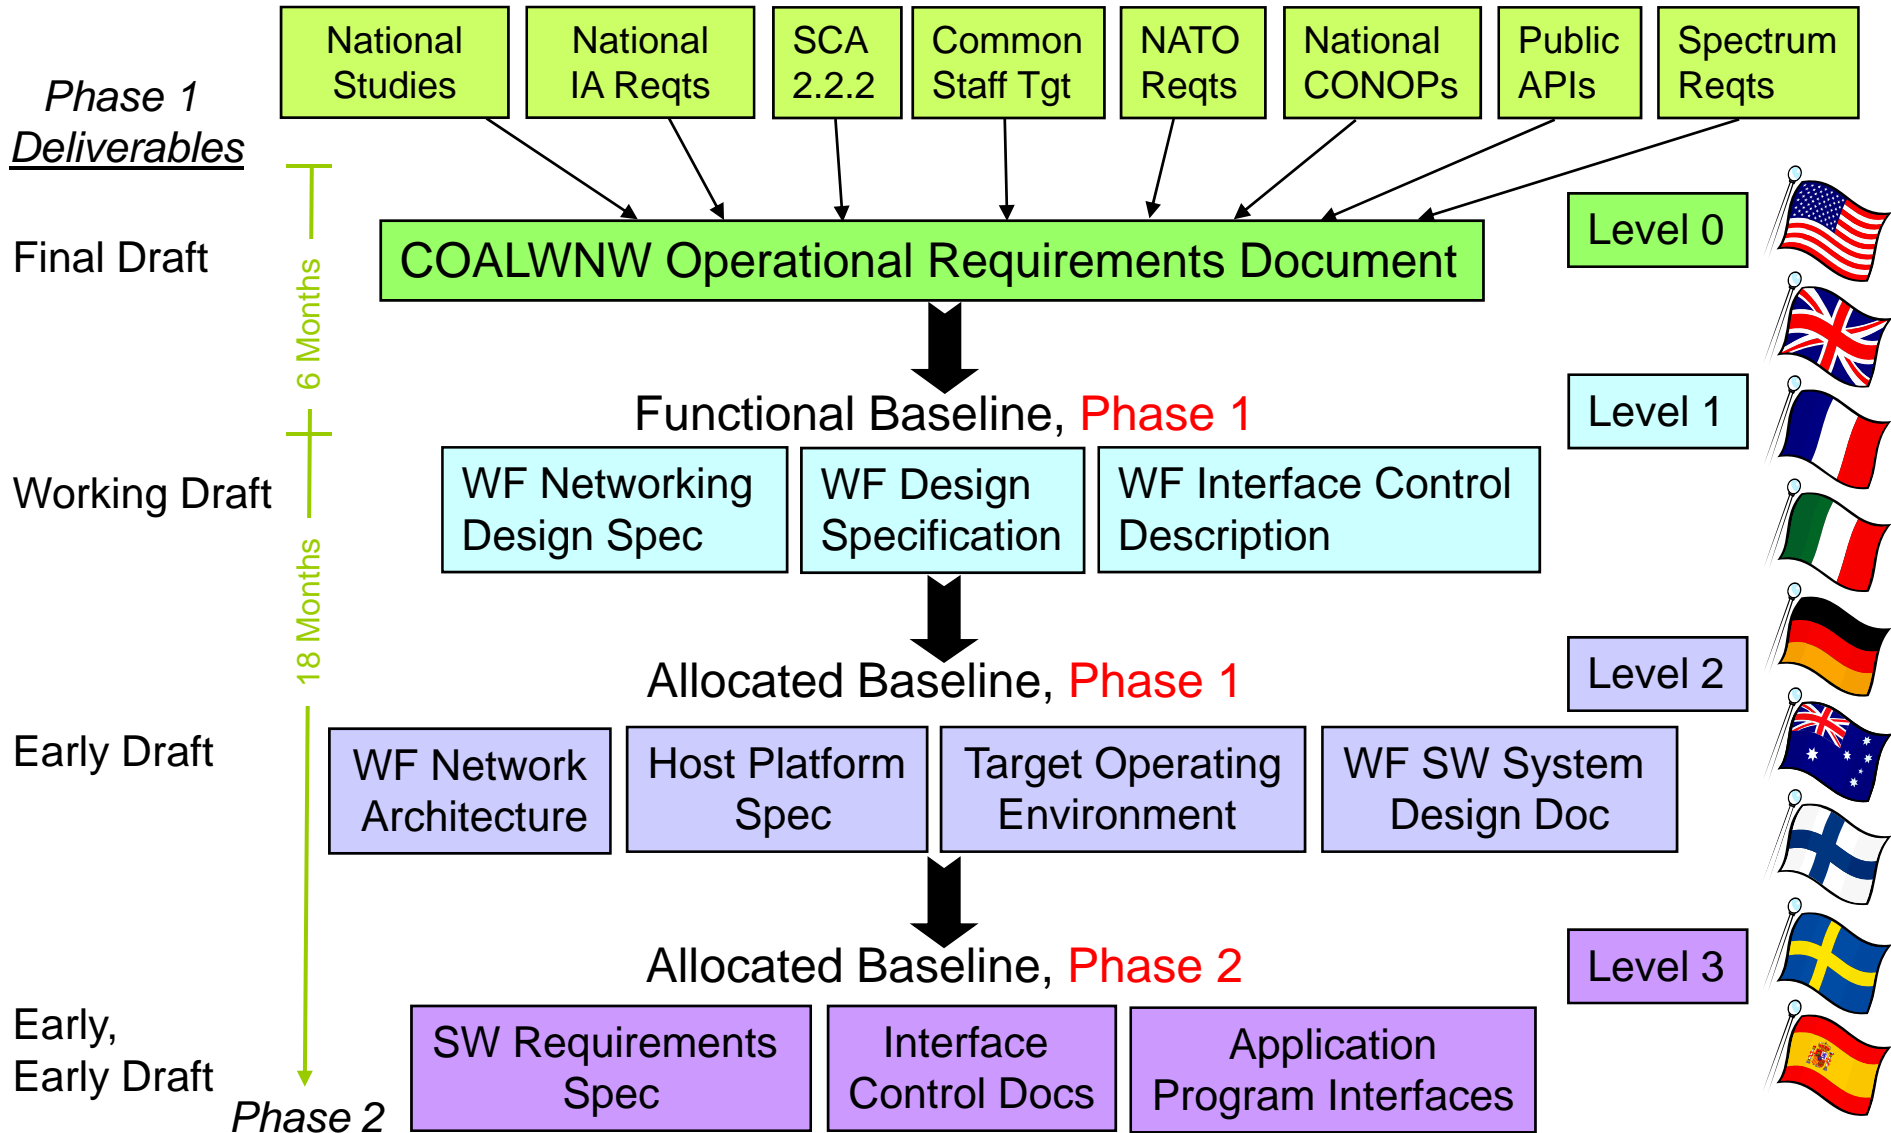 National
Studies
National
IA Reqts
SCA
2.2.2
Common
Staff Tgt
NATO
Reqts
National
CONOPs
Public
APIs
Spectrum
Reqts
Phase 1
Deliverables
Final Draft
6 Months
COALWNW Operational Requirements Document
Level 0
Functional Baseline, Phase 1
Level 1
Working Draft
WF Networking
Design Spec
WF Design
Specification
WF Interface Control
Description
18 Months
Allocated Baseline, Phase 1
Level 2
Early Draft
WF Network
Architecture
Host Platform
Spec
Target Operating
Environment
WF SW System
Design Doc
Allocated Baseline, Phase 2
Level 3
Early,
Early Draft
SW Requirements
Spec
Interface
Control Docs
Application
Program Interfaces
Phase 2